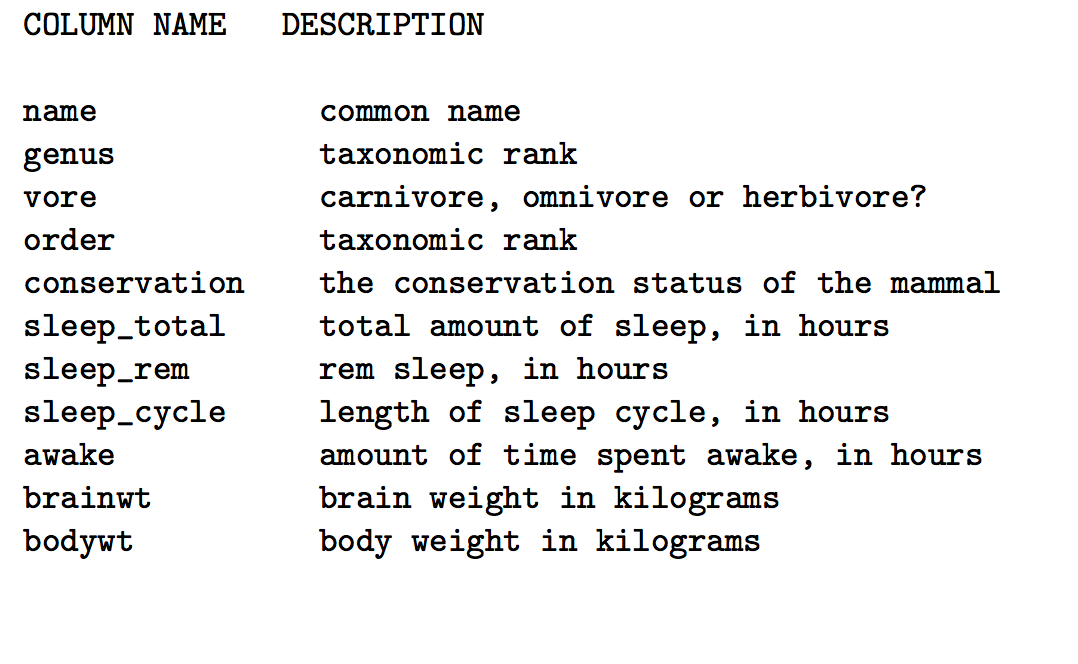 COLUMN NAME   DESCRIPTION
name            common name
genus           taxonomic rank
vore            carnivore, omnivore or herbivore?
order           taxonomic rank
conservation    the conservation status of the mammal
sleep_total     total amount of sleep, in hours
sleep_rem       rem sleep, in hours
sleep_cycle     length of sleep cycle, in hours
awake           amount of time spent awake, in hours
brainwt         brain weight in kilograms
bodywt          body weight in kilograms